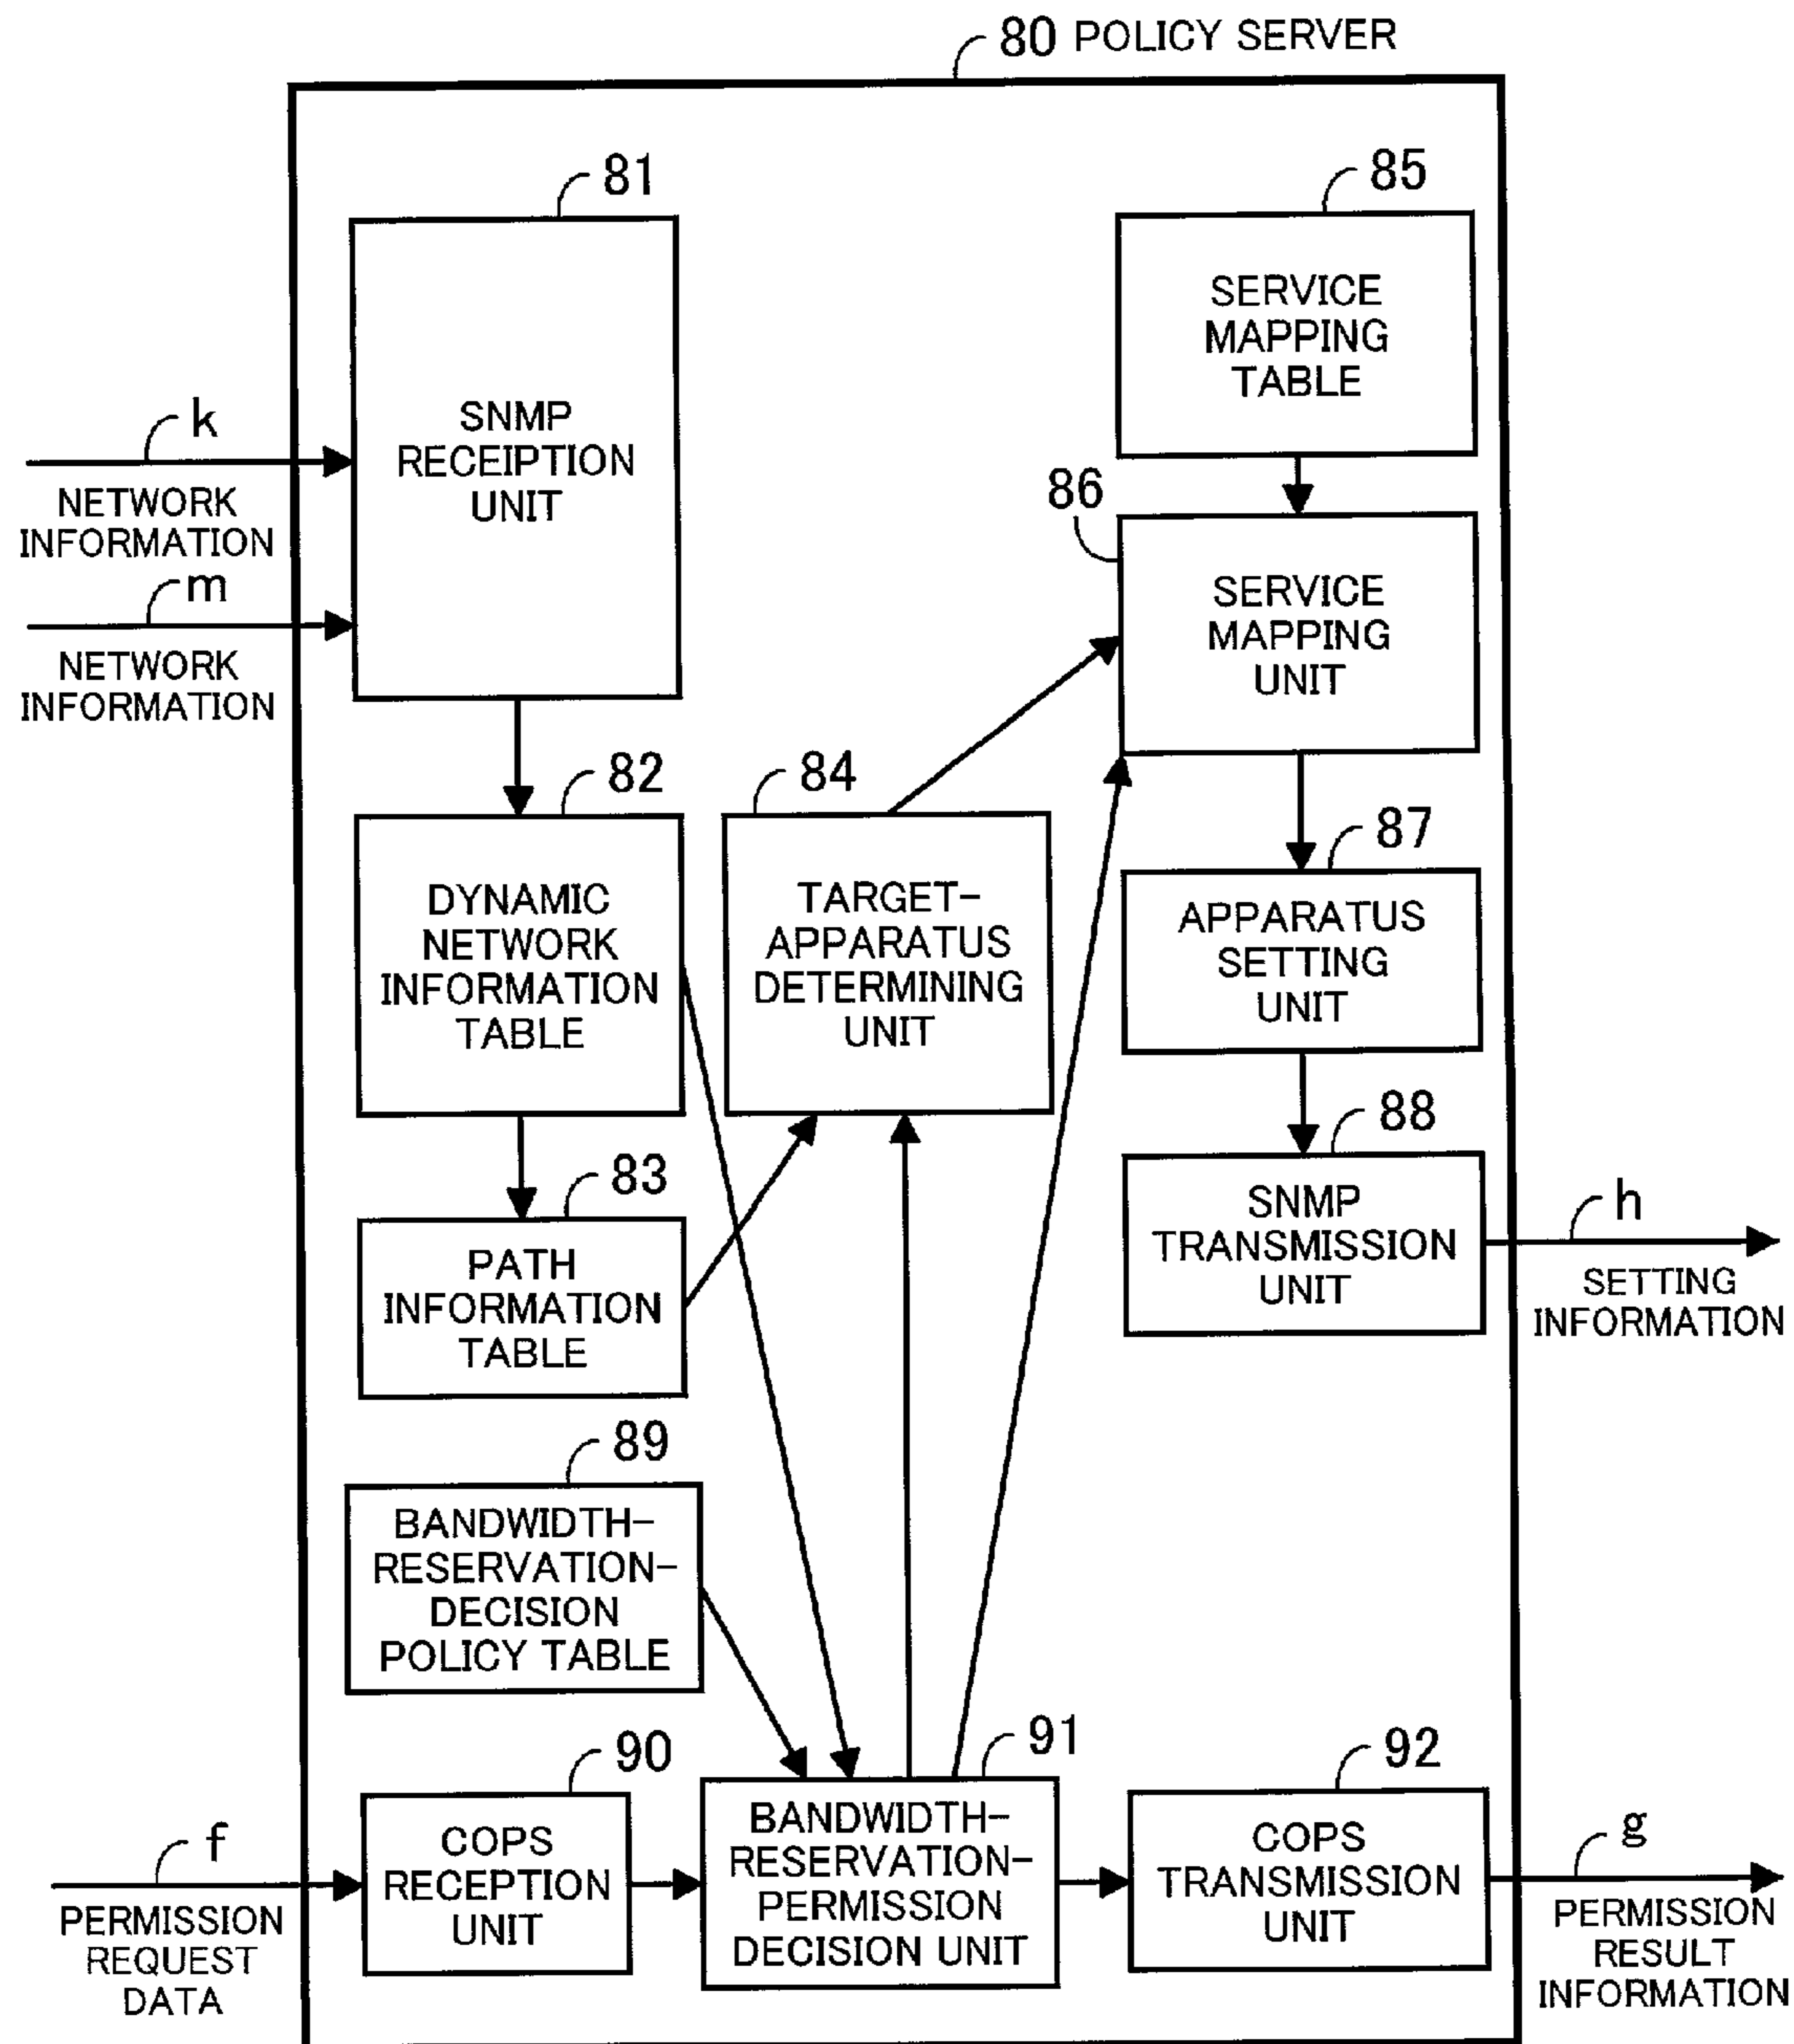 80 POLICY SERVER
81
SNMP
RECEIPTION
UNIT
k
NETWORK
INFORMATION
m
NETWORK
INFORMATION
82
DYNAMIC
NETWORK
INFORMATION
TABLE
83
PATH
INFORMATION
TABLE
84
TARGET-
APPARATUS
DETERMINING
UNIT
85
SERVICE
MAPPING
TABLE
86
SERVICE
MAPPING
UNIT
87
APPARATUS
SETTING
UNIT
88
SNMP
TRANSMISSION
UNIT
h
SETTING
INFORMATION
89
BANDWIDTH-
RESERVATION-
DECISION
POLICY TABLE
f
PERMISSION
REQUEST
DATA
90
COPS
RECEPTION
UNIT
91
BANDWIDTH-
RESERVATION-
PERMISSION
DECISION UNIT
92
COPS
TRANSMISSION
UNIT
g
PERMISSION
RESULT
INFORMATION